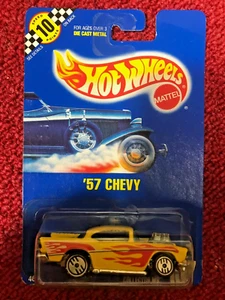 10
FOR AGES OVER 3
DIE CAST METAL
Hot Wheels
MATTEL
'57 CHEVY